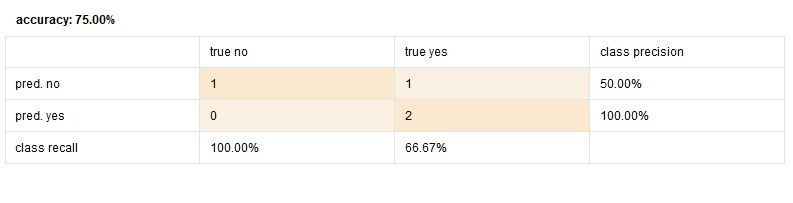 accuracy: 75.00%
true no true yes class precision
pred. no 1 1 50.00%
pred. yes 0 2 100.00%
class recall 100.00% 66.67%